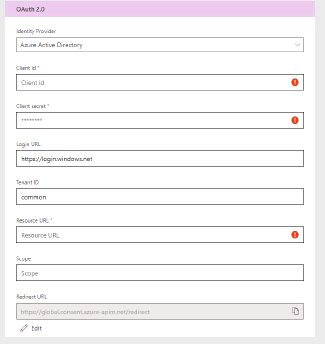 OAuth 2.0
Identity Provider
Azure Active Directory
Client id *
Client id
Client secret *
********
Login URL
https://login.windows.net
Tenant ID
common
Resource URL *
Resource URL
Scope
Scope
Redirect URL
https://global.consent.azure-apim.net/redirect
Edit